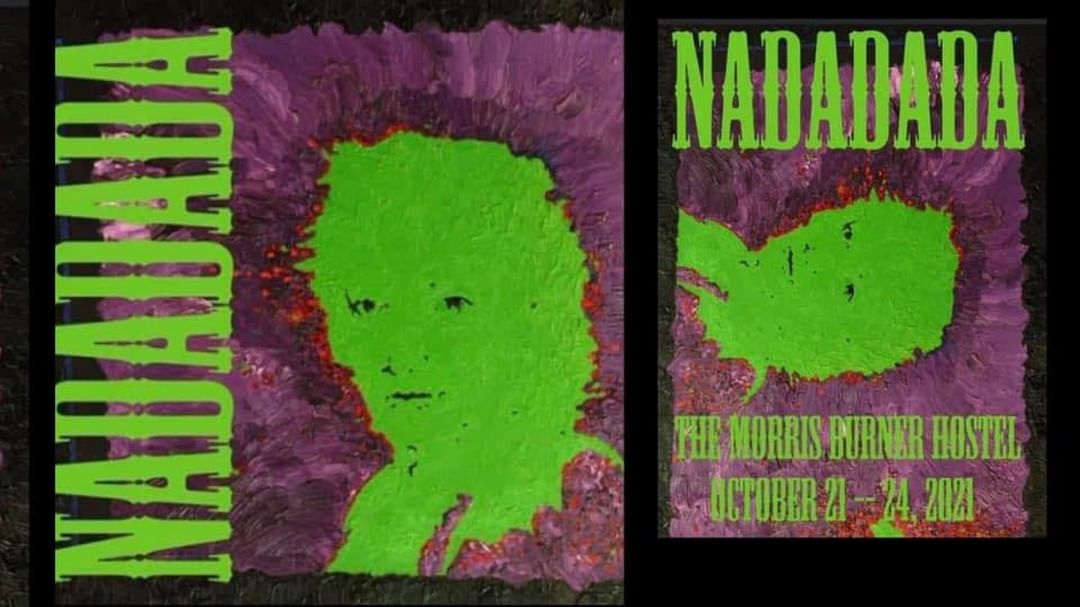 NADADADA
NADADADA
THE MORRIS BURNER HOSTEL
OCTOBER 21 -- 24, 2021